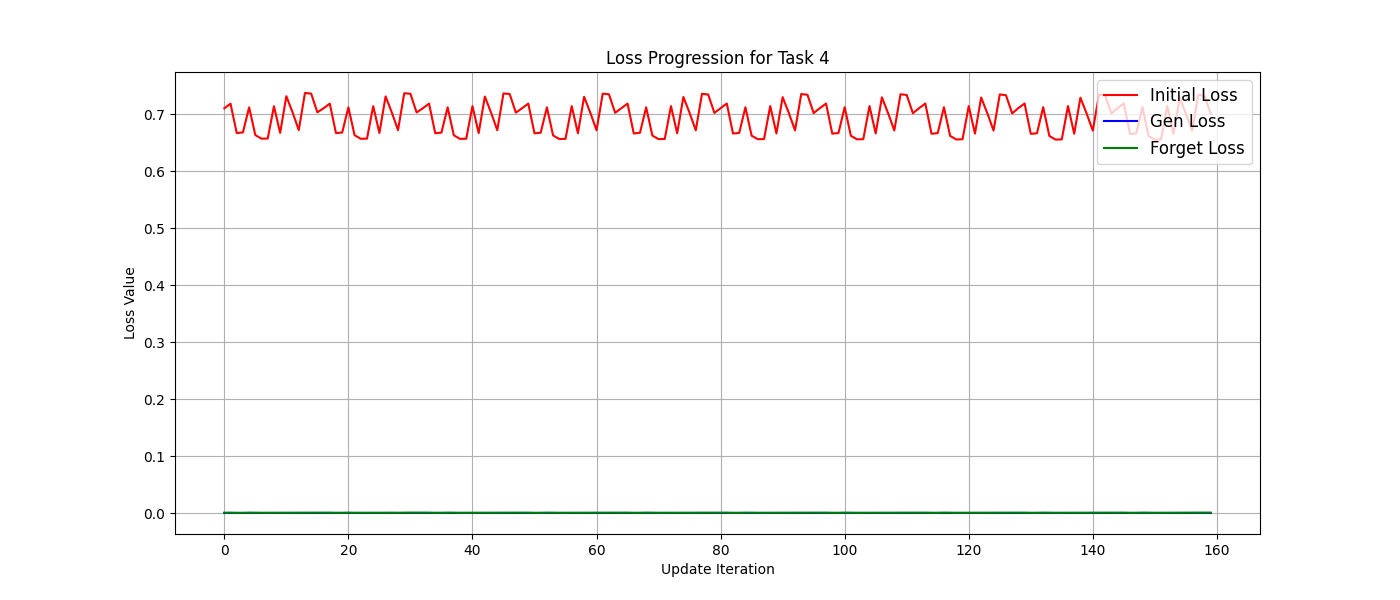 Loss Progression for Task 4
Initial Loss
Gen Loss
Forget Loss
Loss Value
0.7
0.6
0.5
0.4
0.3
0.2
0.1
0.0
0 20 40 60 80 100 120 140 160
Update Iteration